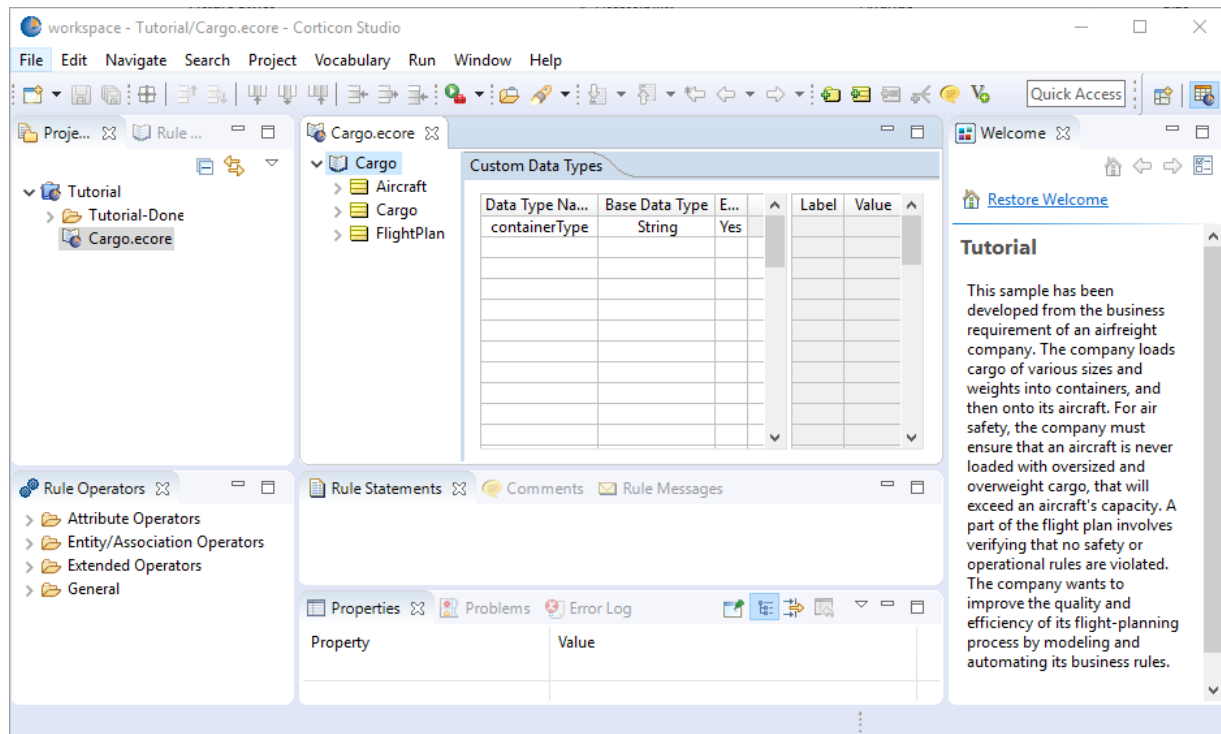 workspace - Tutorial/Cargo.ecore - Corticon Studio
File Edit Navigate Search Project Vocabulary Run Window Help
Quick Access
Proje... Rule ...
Tutorial
Tutorial-Done
Cargo.ecore
Cargo.ecore
Cargo
Aircraft
Cargo
FlightPlan
Custom Data Types
Data Type Na... Base Data Type E... Label Value
containerType String Yes
Welcome
Restore Welcome
Tutorial
This sample has been
developed from the business
requirement of an airfreight
company. The company loads
cargo of various sizes and
weights into containers, and
then onto its aircraft. For air
safety, the company must
ensure that an aircraft is never
loaded with oversized and
overweight cargo, that will
exceed an aircraft's capacity. A
part of the flight plan involves
verifying that no safety or
operational rules are violated.
The company wants to
improve the quality and
efficiency of its flight-planning
process by modeling and
automating its business rules.
Rule Operators
Attribute Operators
Entity/Association Operators
Extended Operators
General
Rule Statements Comments Rule Messages
Properties Problems Error Log
Property Value